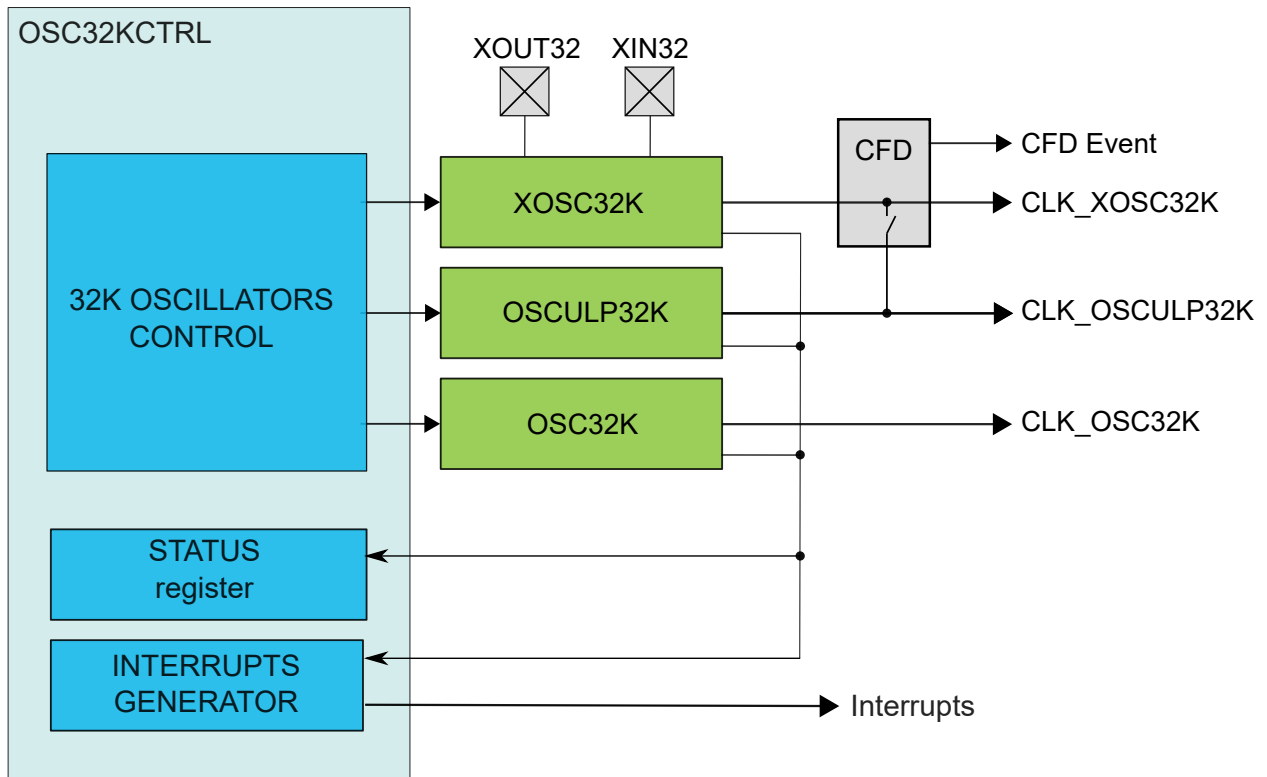 OSC32KCTRL
XOUT32
XIN32
CFD
CFD Event
XOSC32K
CLK_XOSC32K
32K OSCILLATORS
CONTROL
OSCULP32K
CLK_OSCULP32K
OSC32K
CLK_OSC32K
STATUS
register
INTERRUPTS
GENERATOR
Interrupts